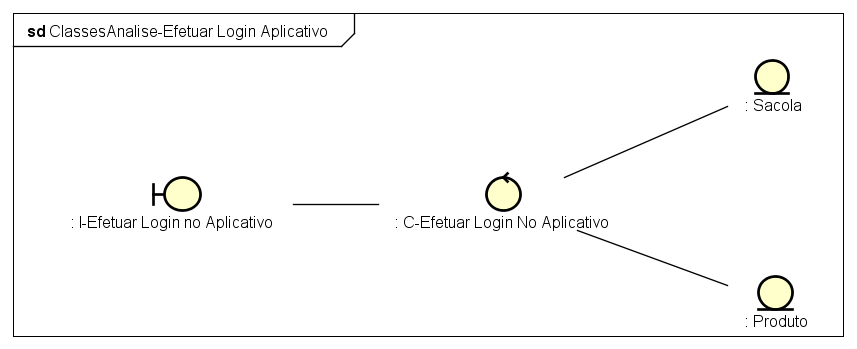 sd ClassesAnalise-Efetuar Login Aplicativo
: Sacola
: I-Efetuar Login no Aplicativo
: C-Efetuar Login No Aplicativo
: Produto